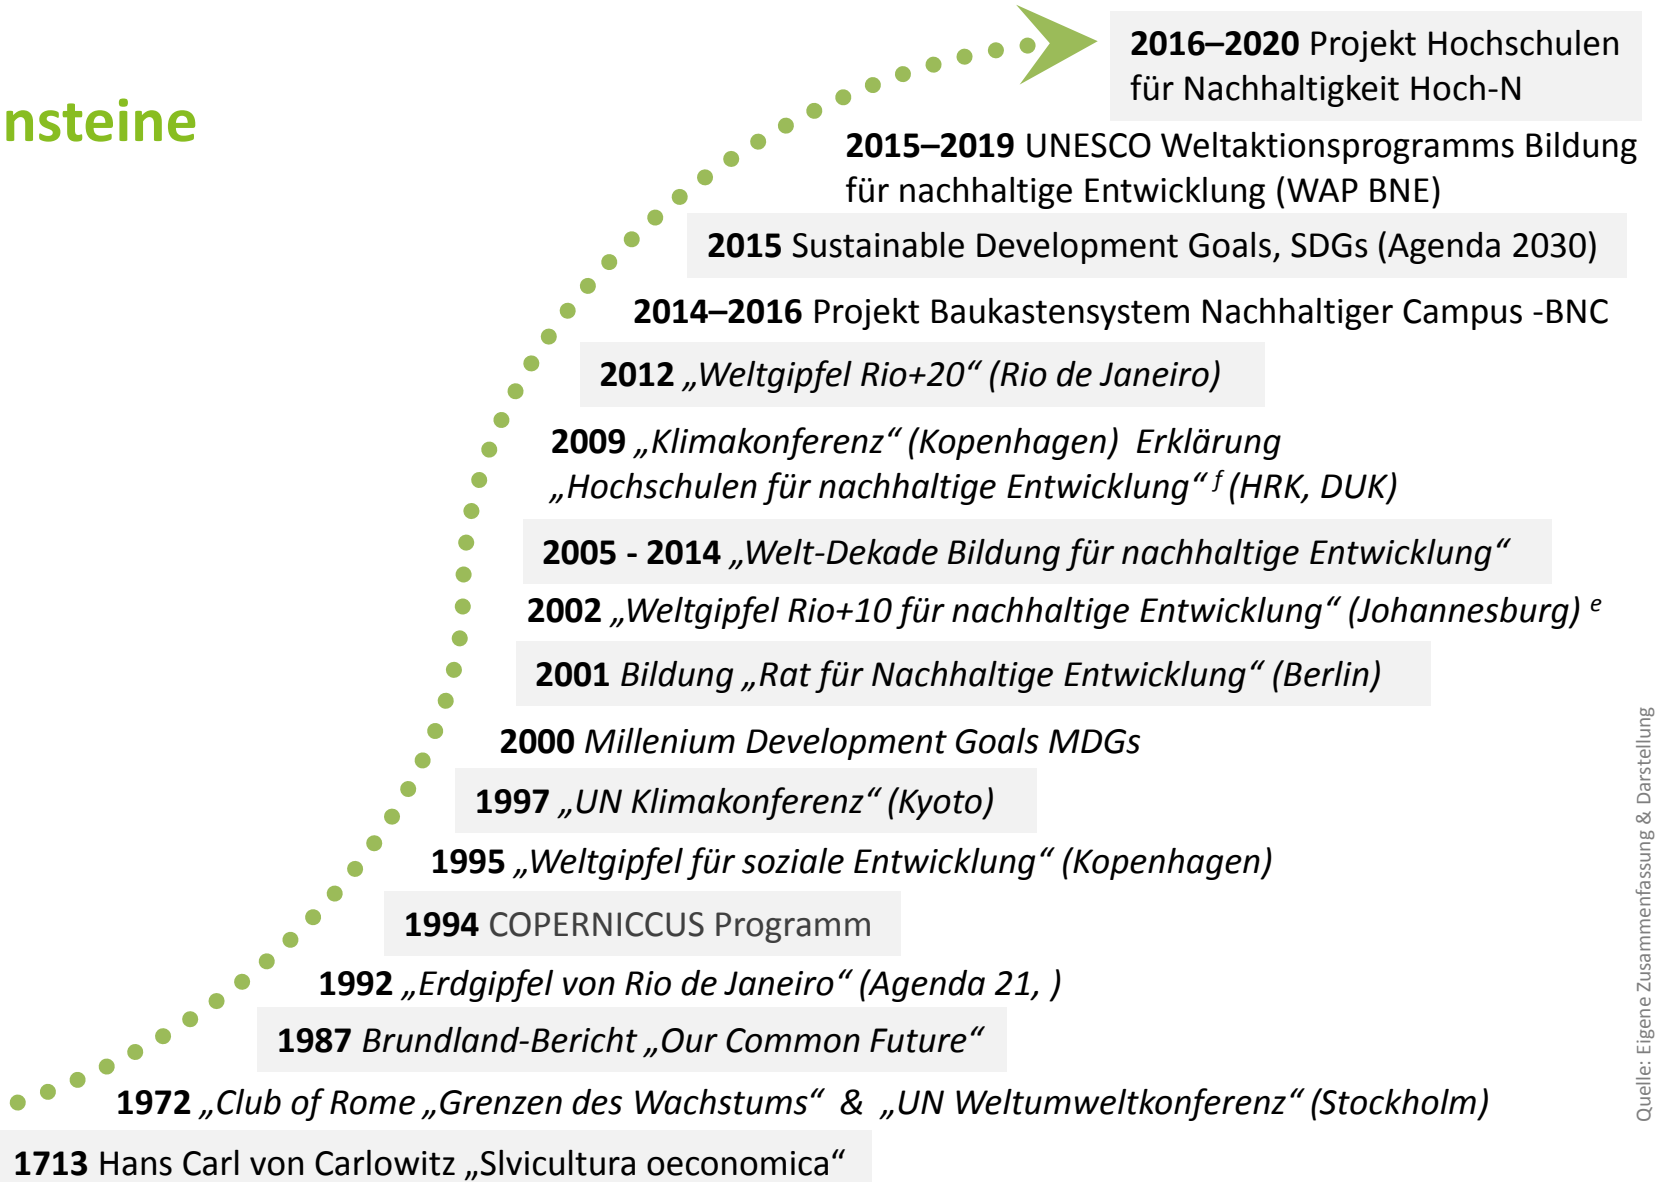 nsteine
2016–2020 Projekt Hochschulen
für Nachhaltigkeit Hoch-N
2015–2019 UNESCO Weltaktionsprogramms Bildung
für nachhaltige Entwicklung (WAP BNE)
2015 Sustainable Development Goals, SDGs (Agenda 2030)
2014–2016 Projekt Baukastensystem Nachhaltiger Campus -BNC
2012 „Weltgipfel Rio+20“ (Rio de Janeiro)
2009 „Klimakonferenz“ (Kopenhagen) Erklärung
„Hochschulen für nachhaltige Entwicklung“ f (HRK, DUK)
2005 - 2014 „Welt-Dekade Bildung für nachhaltige Entwicklung“
2002 „Weltgipfel Rio+10 für nachhaltige Entwicklung“ (Johannesburg) e
2001 Bildung „Rat für Nachhaltige Entwicklung“ (Berlin)
2000 Millenium Development Goals MDGs
1997 „UN Klimakonferenz“ (Kyoto)
1995 „Weltgipfel für soziale Entwicklung“ (Kopenhagen)
1994 COPERNICCUS Programm
1992 „Erdgipfel von Rio de Janeiro“ (Agenda 21, )
1987 Brundland-Bericht „Our Common Future“
1972 „Club of Rome „Grenzen des Wachstums“ & „UN Weltumweltkonferenz“ (Stockholm)
1713 Hans Carl von Carlowitz „Slvicultura oeconomica“
Quelle: Eigene Zusammenfassung & Darstellung